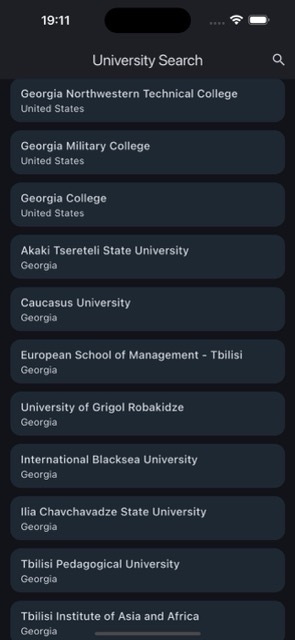 19:11
University Search
Georgia Northwestern Technical College
United States
Georgia Military College
United States
Georgia College
United States
Akaki Tsereteli State University
Georgia
Caucasus University
Georgia
European School of Management - Tbilisi
Georgia
University of Grigol Robakidze
Georgia
International Blacksea University
Georgia
Ilia Chavchavadze State University
Georgia
Tbilisi Pedagogical University
Georgia
Tbilisi Institute of Asia and Africa
Georgia